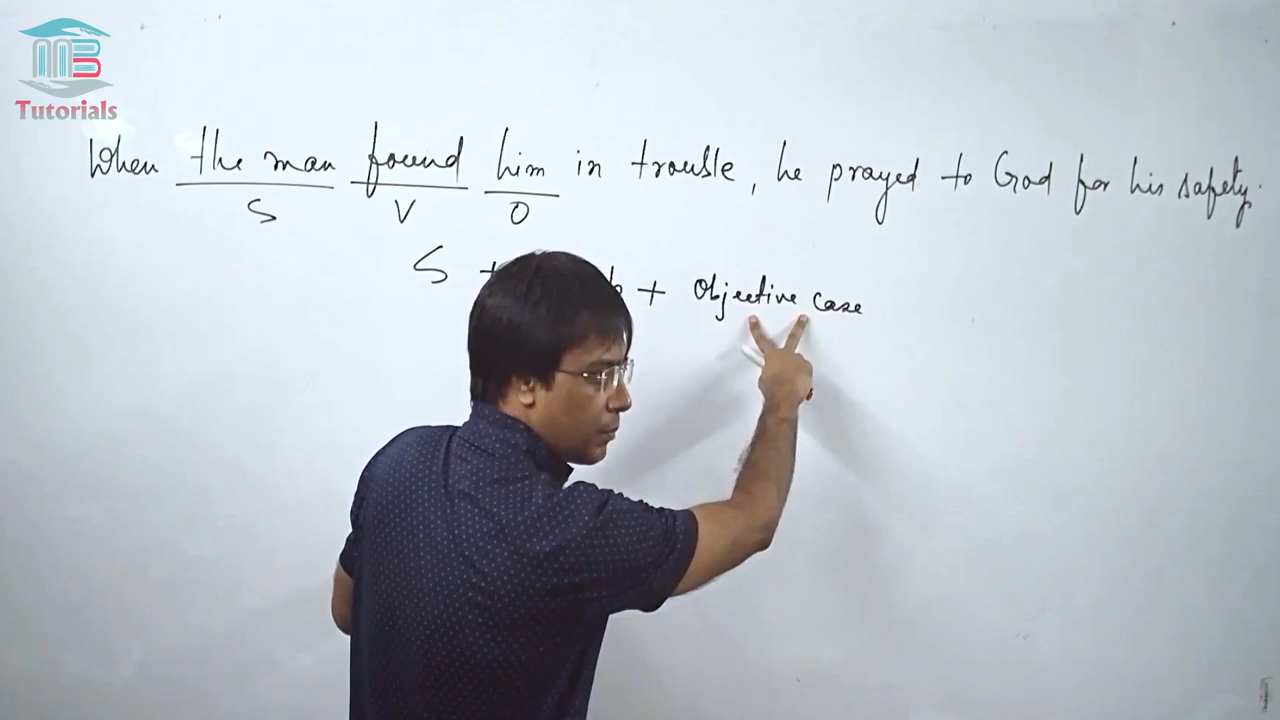 Tutorials
When the man found him in trouble, he prayed to God for his safety.
S V O
S + + Objective case